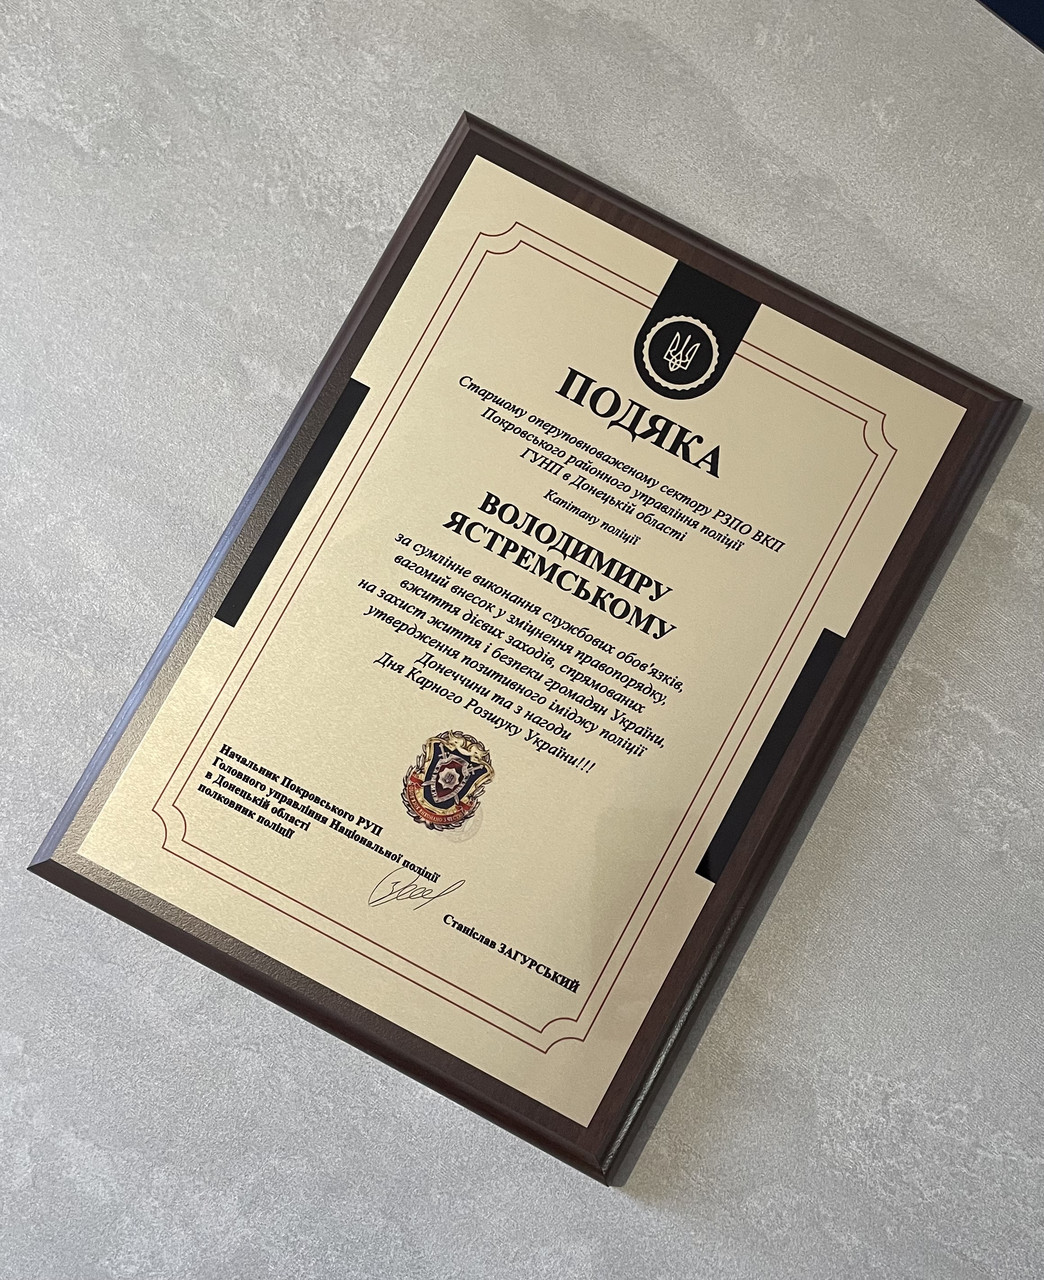 ПОДЯКА
Старшому оперуповноваженому сектору РЗПО ВКП
Покровського районного управління поліції
ГУНП в Донецькій області
Капітану поліції
ВОЛОДИМИРУ
ЯСТРЕМСЬКОМУ
за сумлінне виконання службових обов'язків,
вагомий внесок у зміцнення правопорядку,
вжиття дієвих заходів, спрямованих
на захист життя і безпеки громадян України,
утвердження позитивного іміджу поліції
Донеччини та з нагоди
Дня Карного Розшуку України!!!
Начальник Покровського РУП
Головного управління Національної поліції
в Донецькій області
полковник поліції
Станіслав ЗАГУРСЬКИЙ